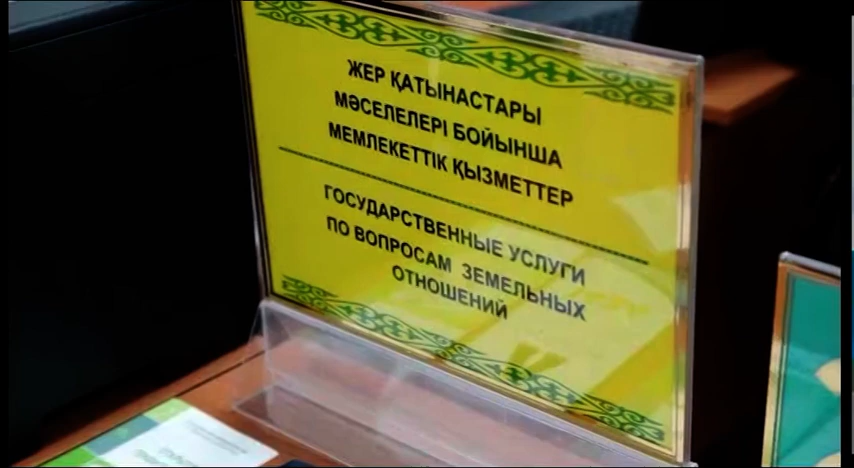 ЖЕР ҚАТЫНАСТАРЫ
МӘСЕЛЕЛЕРІ БОЙЫНША
МЕМЛЕКЕТТІК ҚЫЗМЕТТЕР
ГОСУДАРСТВЕННЫЕ УСЛУГИ
ПО ВОПРОСАМ ЗЕМЕЛЬНЫХ
ОТНОШЕНИЙ